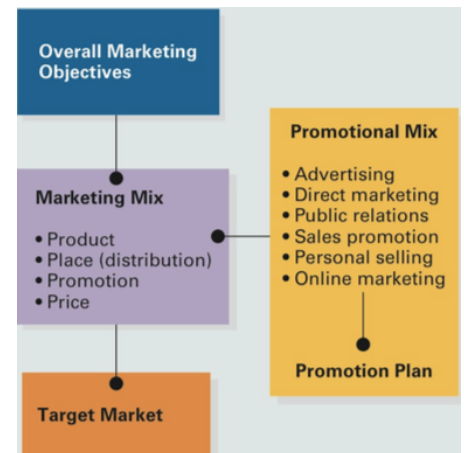 Overall Marketing
Objectives
Marketing Mix
• Product
• Place (distribution)
• Promotion
• Price
Target Market
Promotional Mix
• Advertising
• Direct marketing
• Public relations
• Sales promotion
• Personal selling
• Online marketing
Promotion Plan